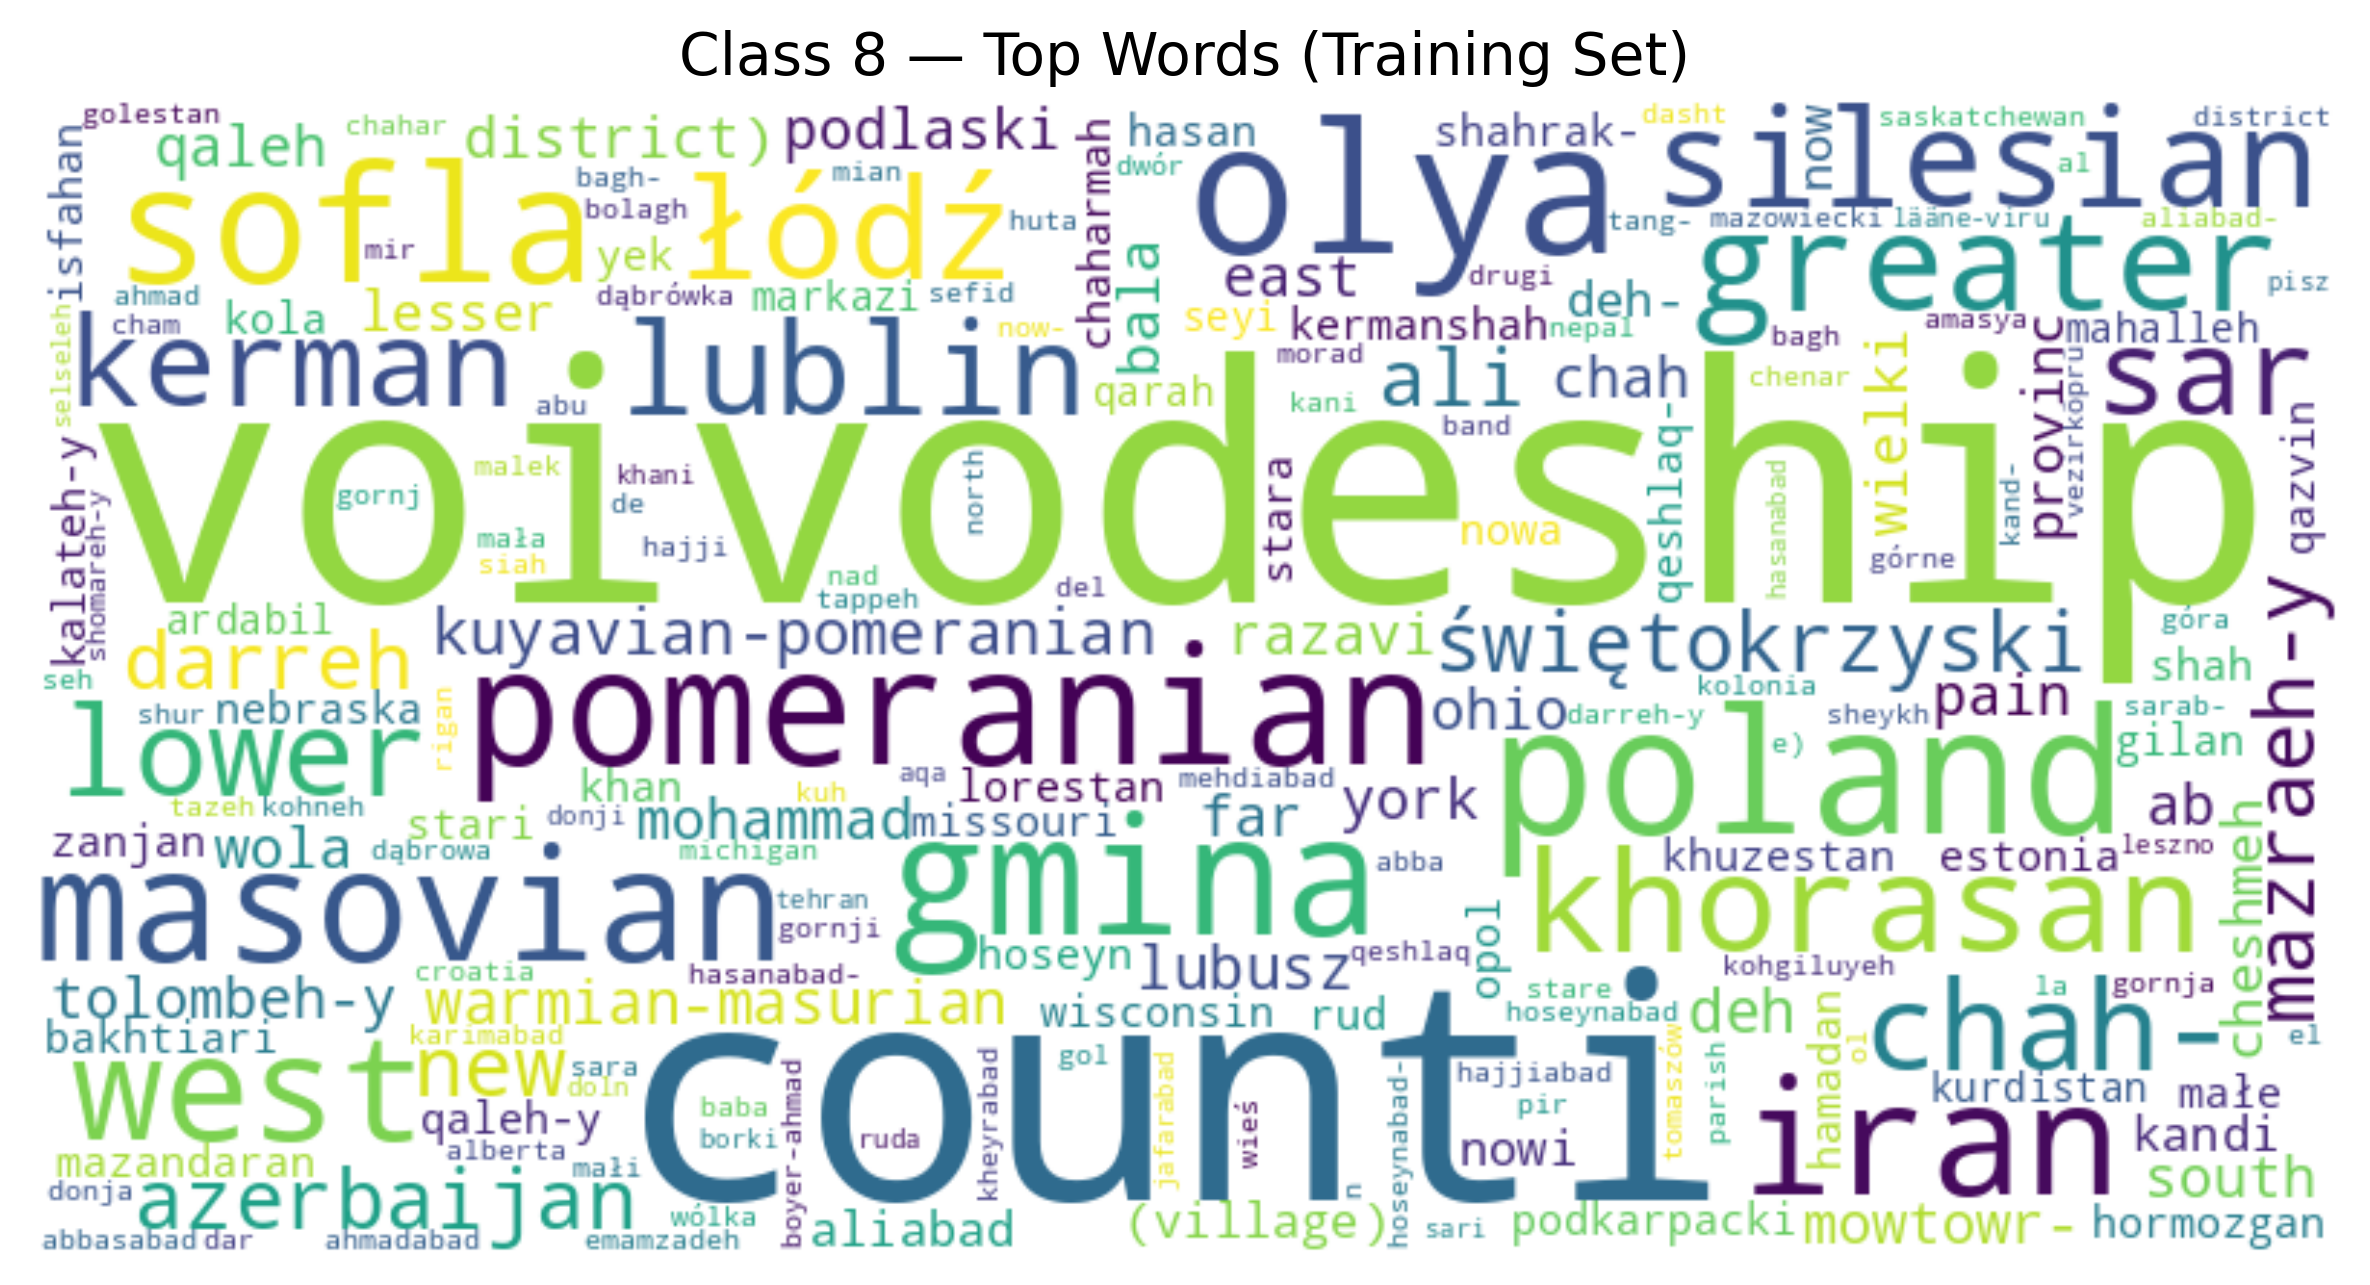 Class 8 — Top Words (Training Set)
golestan
chahar
qaleh
district)
podlaski
hasan
shahrak-
dasht
now
saskatchewan
district
isfahan
sofla
bagh-
mian
łódź
bolagh
mir
yek
huta
chaharmah
dwór
olya
silesian
al
tang-
mazowiecki
lääne-viru
aliabad-
ahmad
kola
lesser
dąbrówka
markazi
sefid
bala
east
drugi
deh-
greater
pisz
selseleh
cham
kerman
abu
lublin
now-
seyi
kermanshah
nepal
morad
bagh
amasya
mahalleh
qarah
kani
ali
chah
chenar
wielki
provinc
vezirköprü
sar
band
voivodeship
kalateh-y
shomareh-y
gornj
malek
khani
de
mała
siah
hajji
north
nad
tappeh
del
stara
nowa
qeshlaq-
hasanabad
górne
kand-
qazvin
ardabil
darreh
kuyavian-pomeranian
razavi
świętokrzyski
góra
shah
mazraeh-y
seh
shur
nebraska
rigan
lower
pomeranian
ohio
kolonia
darreh-y
sheykh
pain
sarab-
poland
e)
gilan
tazeh
kohneh
khan
kuh
aqa
lorestan
mehdiabad
york
ab
zanjan
wola
stari
dąbrowa
donji
mohammad
missouri
far
michigan
gmina
abba
khuzestan
estonia
leszno
cheshmeh
masovian
tehran
gornji
khorasan
opol
hoseyn
lubusz
qeshlaq
kohgiluyeh
croatia
hasanabad-
tolombeh-y
warmian-masurian
wisconsin
rud
stare
hoseynabad
deh
hamadan
ol
chah-
la
gornja
el
bakhtiari
karimabad
west
new
sara
doln
counti
gol
hajjiabad
tomaszów
parish
kurdistan
małe
qaleh-y
alberta
baba
borki
boyer-ahmad
ruda
kheyrabad
jafarabad
wieś
hoseynabad-
pir
nowi
iran
kandi
mazandaran
mały
south
donja
azerbaijan
wólka
aliabad
n
(village)
sari
podkarpacki
mowtowr-
hormozgan
abbasabad
dar
ahmadabad
emamzadeh